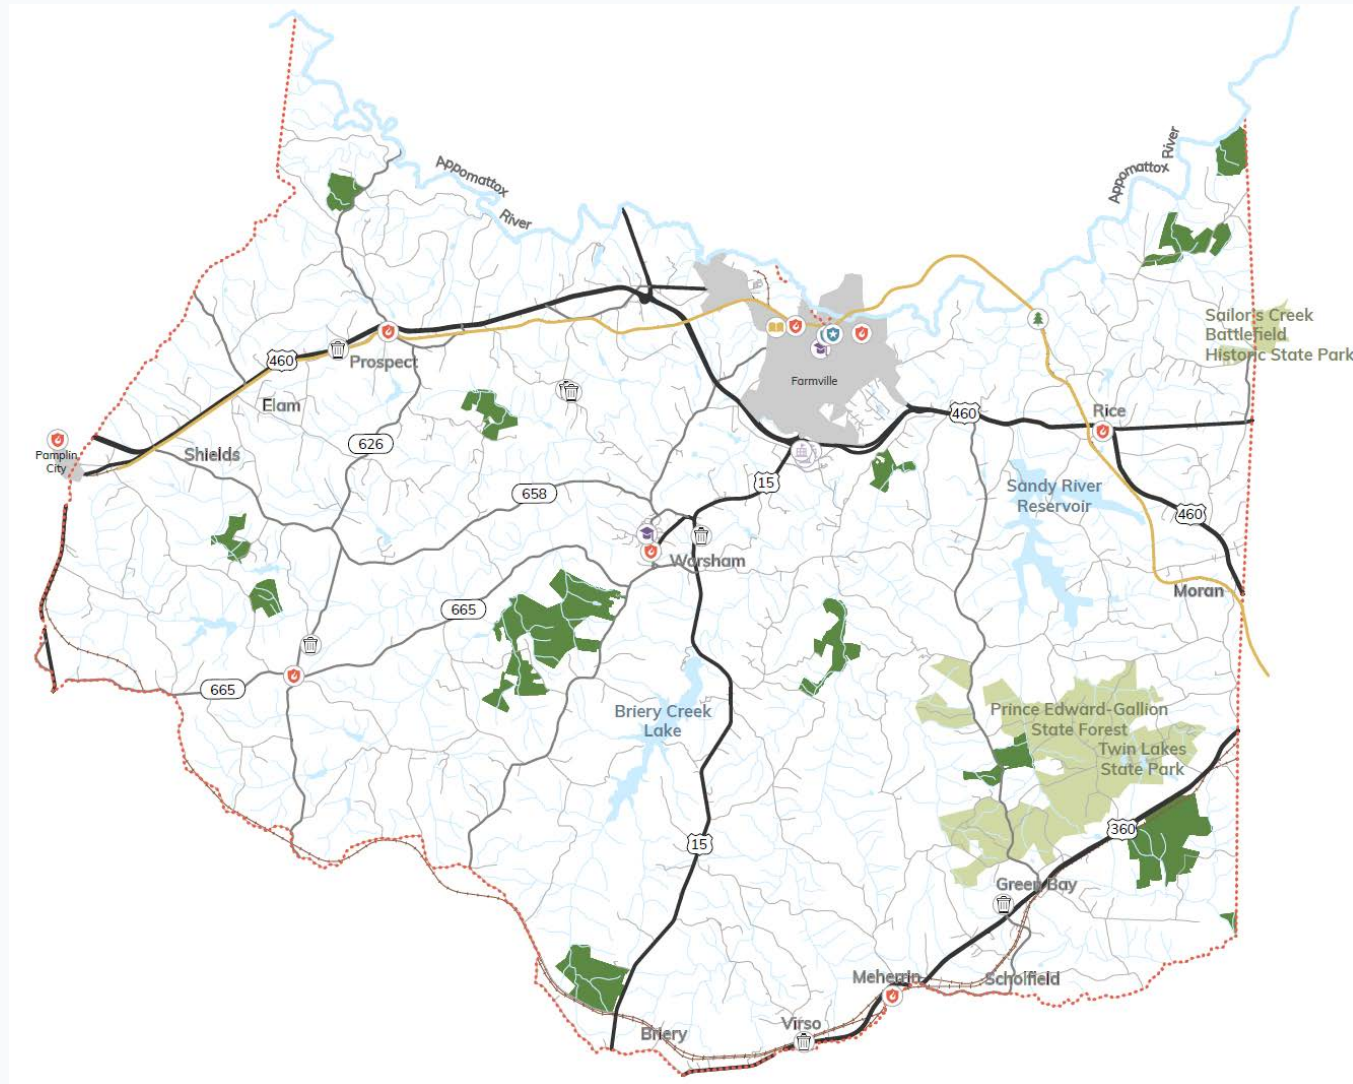 Appomattox
River
Appomattox
River
Sailor's Creek
Battlefield
Historic State Park
460
Prospect
Elam
Farmville
460
Rice
Pamplin
City
Shields
626
15
658
Sandy River
Reservoir
460
Warsham
Moran
665
665
Briery Creek
Lake
Prince Edward-Gallion
State Forest
Twin Lakes
State Park
15
360
Green Bay
Meherrin
Scholfield
Virso
Briery